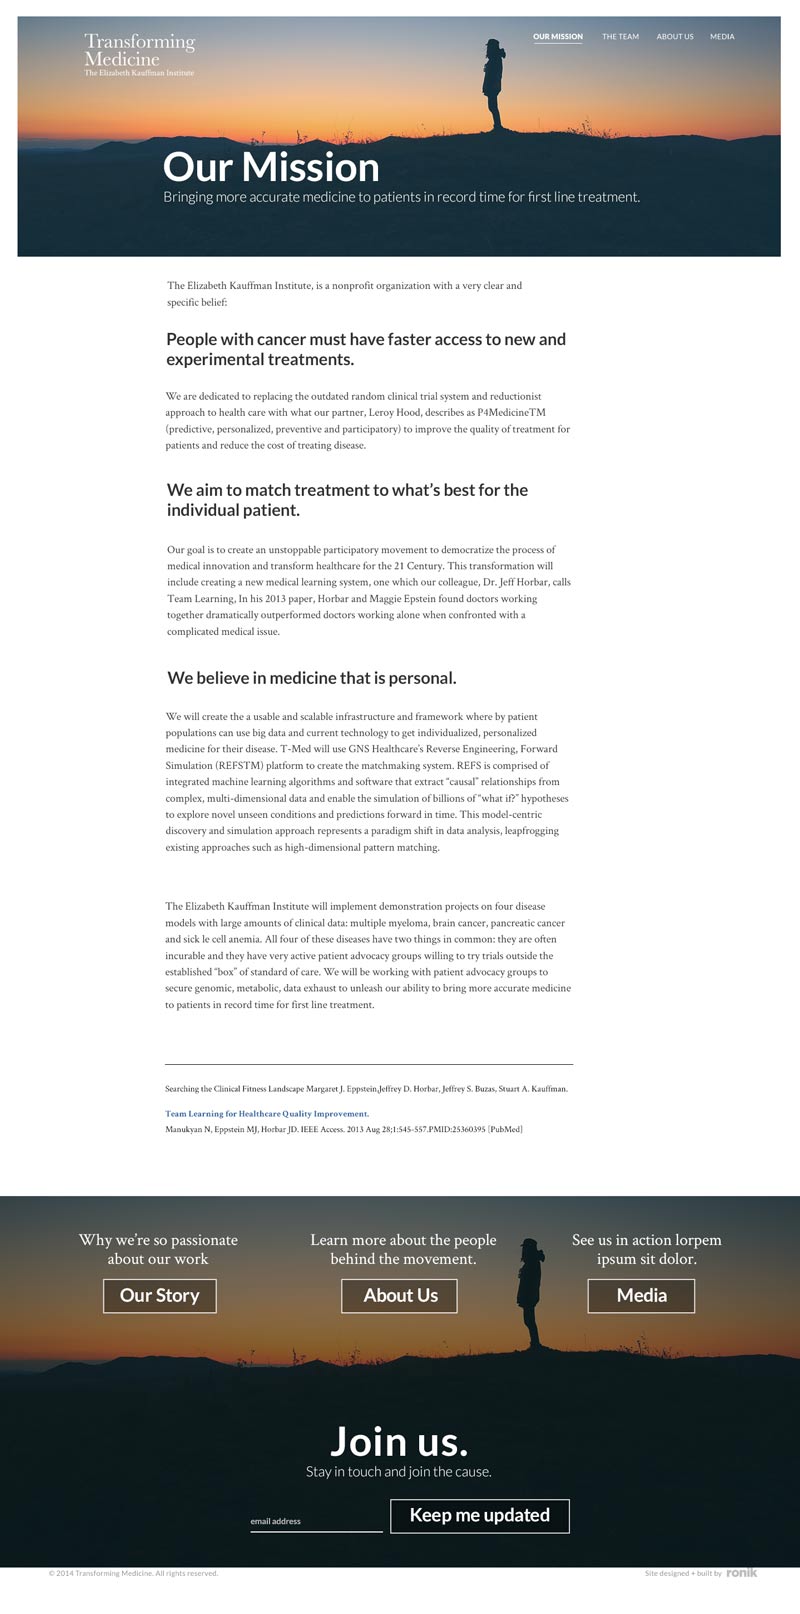 Transforming
Medicine
The Elizabeth Kauffman Institute
OUR MISSION THE TEAM ABOUT US MEDIA
Our Mission
Bringing more accurate medicine to patients in record time for first line treatment.
The Elizabeth Kauffman Institute, is a nonprofit organization with a very clear and
specific belief:
People with cancer must have faster access to new and
experimental treatments.
We are dedicated to replacing the outdated random clinical trial system and reductionist
approach to health care with what our partner, Leroy Hood, describes as P4MedicineTM
(predictive, personalized, preventive and participatory) to improve the quality of treatment for
patients and reduce the cost of treating disease.
We aim to match treatment to what's best for the
individual patient.
Our goal is to create an unstoppable participatory movement to democratize the process of
medical innovation and transform healthcare for the 21 Century. This transformation will
include creating a new medical learning system, one which our colleague, Dr. Jeff Horbar, calls
Team Learning, In his 2013 paper, Horbar and Maggie Epstein found doctors working
together dramatically outperformed doctors working alone when confronted with a
complicated medical issue.
We believe in medicine that is personal.
We will create the a usable and scalable infrastructure and framework where by patient
populations can use big data and current technology to get individualized, personalized
medicine for their disease. T-Med will use GNS Healthcare's Reverse Engineering, Forward
Simulation (REFSTM) platform to create the matchmaking system. REFS is comprised of
integrated machine learning algorithms and software that extract "causal" relationships from
complex, multi-dimensional data and enable the simulation of billions of "what if?" hypotheses
to explore novel unseen conditions and predictions forward in time. This model-centric
discovery and simulation approach represents a paradigm shift in data analysis, leapfrogging
existing approaches such as high-dimensional pattern matching.
The Elizabeth Kauffman Institute will implement demonstration projects on four disease
models with large amounts of clinical data: multiple myeloma, brain cancer, pancreatic cancer
and sick le cell anemia. All four of these diseases have two things in common: they are often
incurable and they have very active patient advocacy groups willing to try trials outside the
established "box" of standard of care. We will be working with patient advocacy groups to
secure genomic, metabolic, data exhaust to unleash our ability to bring more accurate medicine
to patients in record time for first line treatment.
Searching the Clinical Fitness Landscape Margaret J. Eppstein,Jeffrey D. Horbar, Jeffrey S. Buzas, Stuart A. Kauffman.
Team Learning for Healthcare Quality Improvement.
Manukyan N, Eppstein MJ, Horbar JD. IEEE Access. 2013 Aug 28;1:545-557.PMID:25360395 [PubMed]
Why we're so passionate
about our work
Our Story
Learn more about the people
behind the movement.
About Us
See us in action lorpem
ipsum sit dolor.
Media
Join us.
Stay in touch and join the cause.
email address
Keep me updated
© 2014 Transforming Medicine. All rights reserved.
Site designed + built by ronik